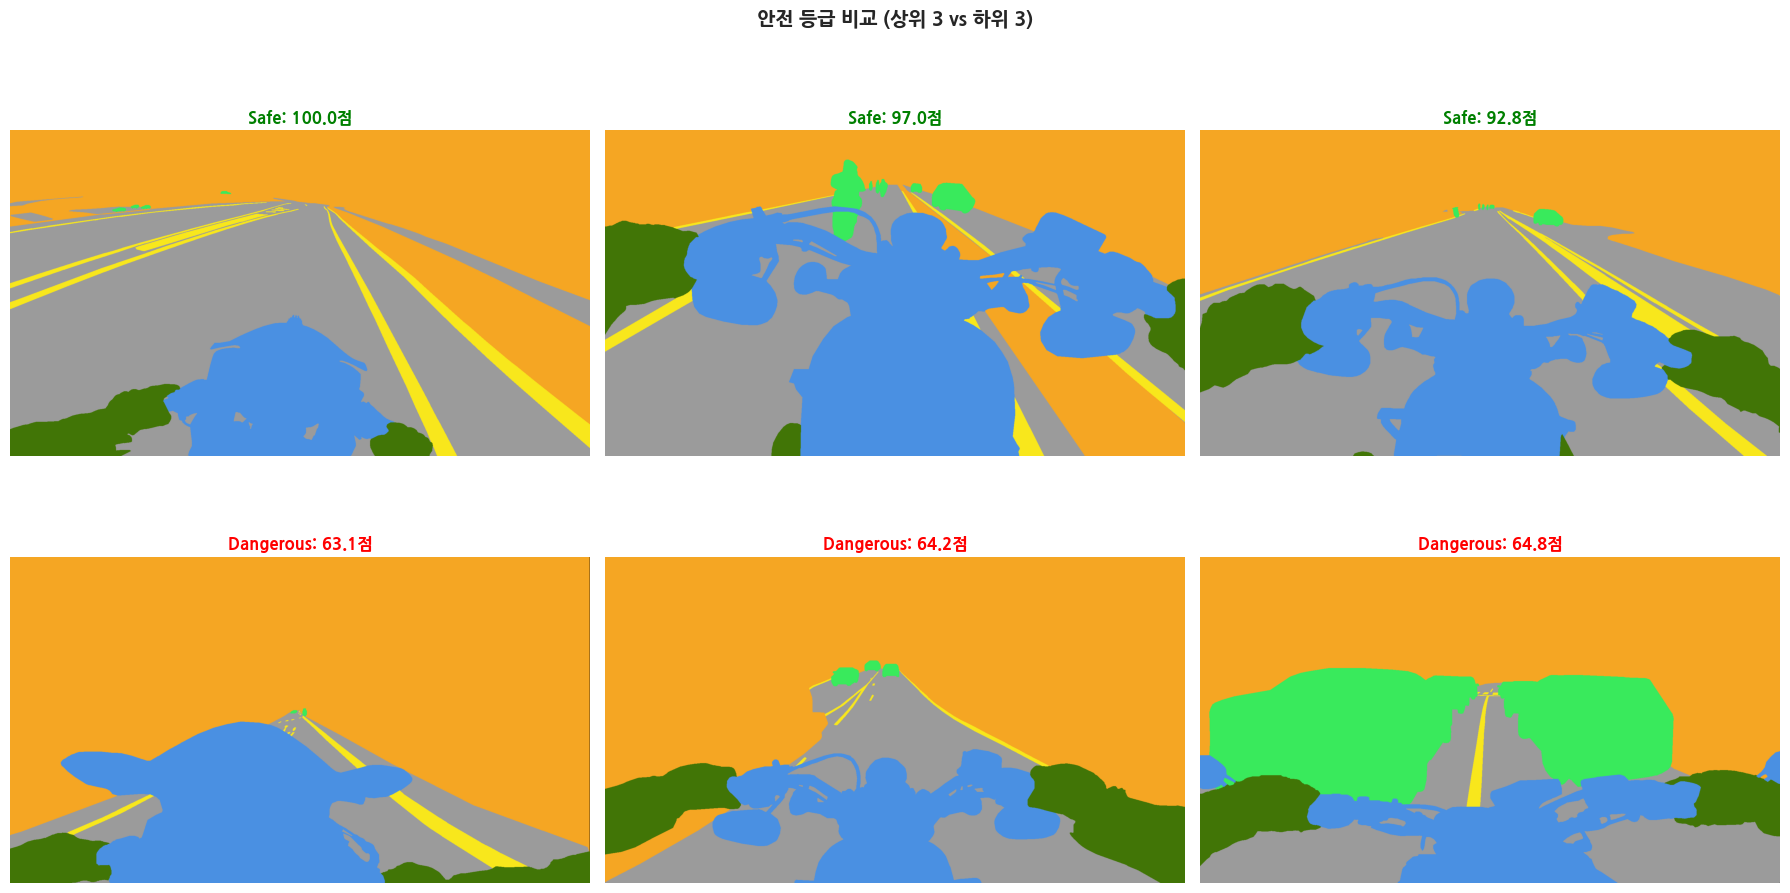 안전 등급 비교 (상위 3 vs 하위 3)
Safe: 100.0점
Safe: 97.0점
Safe: 92.8점
Dangerous: 63.1점
Dangerous: 64.2점
Dangerous: 64.8점